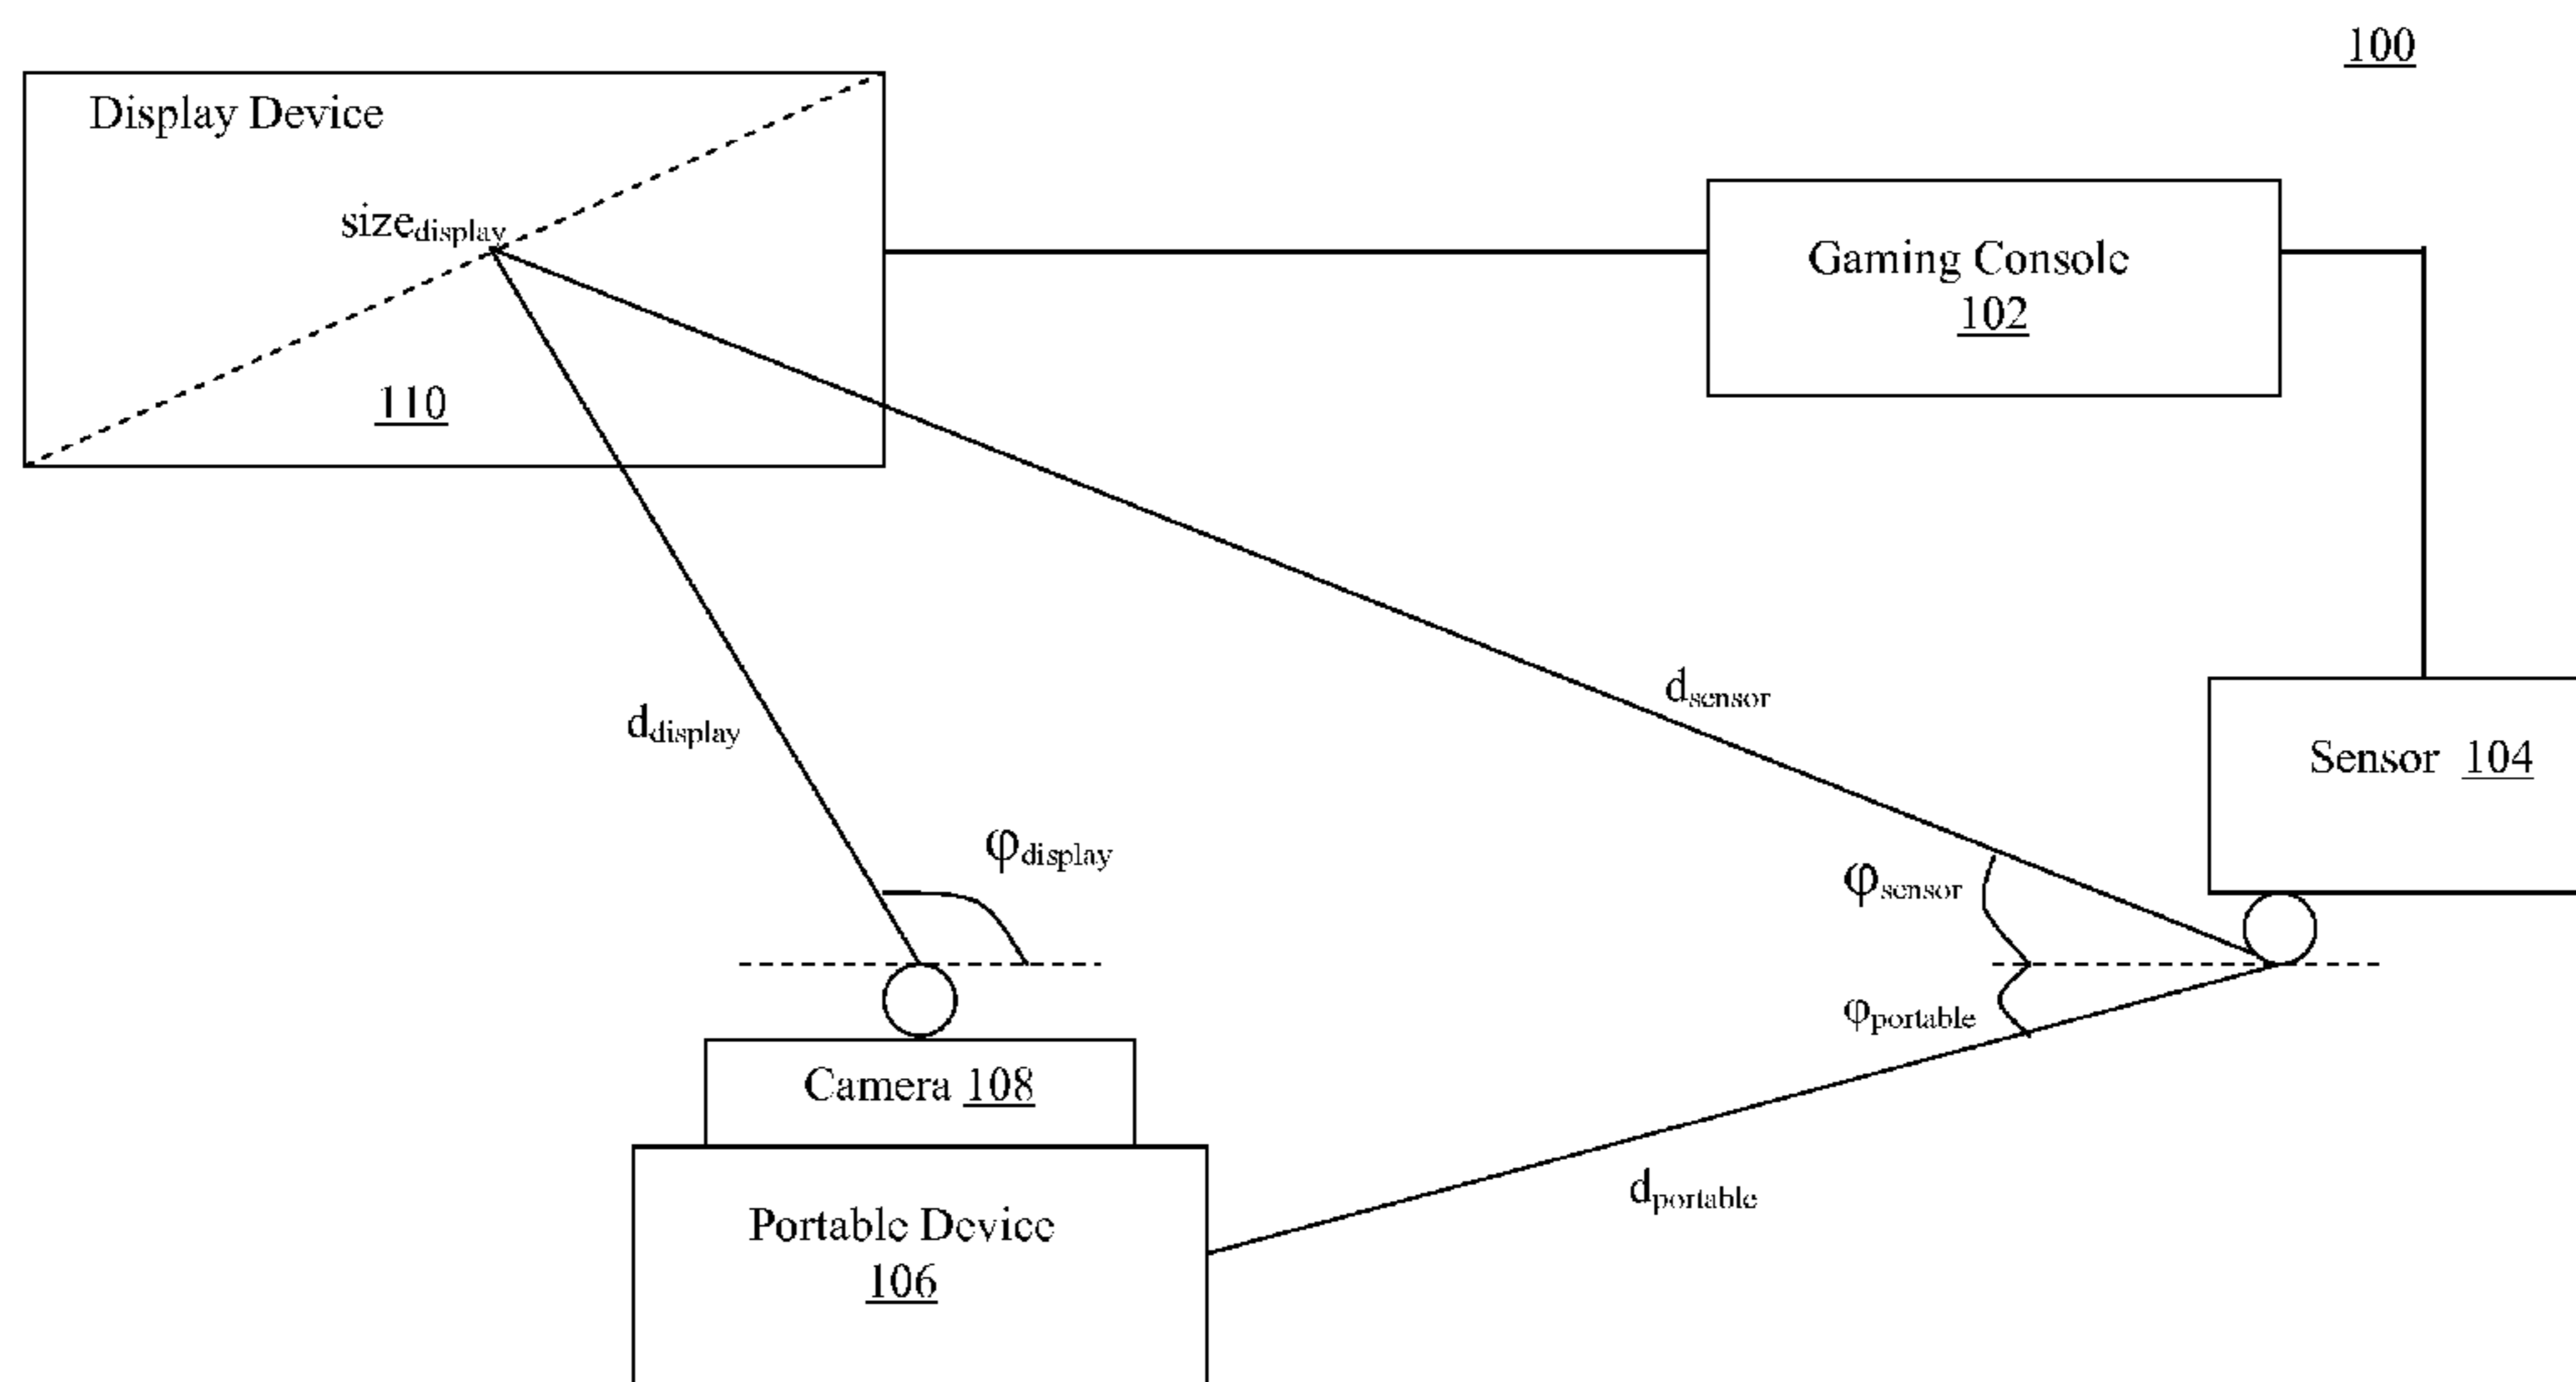 100
Display Device
size_display
110
Gaming Console
102
d_sensor
d_display
Sensor 104
φ_display
φ_sensor
φ_portable
Camera 108
d_portable
Portable Device
106